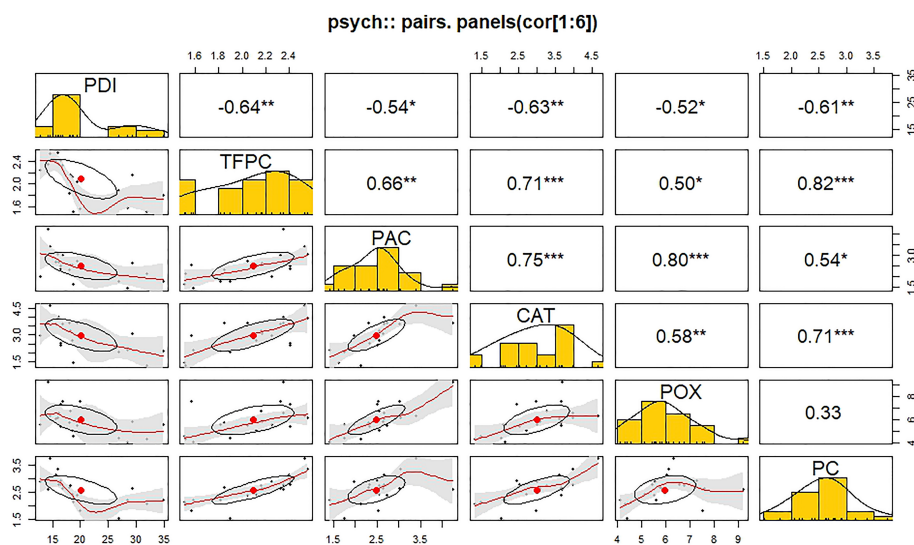 psych:: pairs. panels(cor[1:6])
1.6 1.8 2.0 2.2 2.4
1.5 2.5 3.5 4.5
1.5 2.0 2.5 3.0 3.5
PDI -0.64** -0.54* -0.63** -0.52* -0.61**
15 25 35
1.6 2.0 2.4
TFPC 0.66** 0.71*** 0.50* 0.82***
PAC 0.75*** 0.80*** 0.54*
1.5 3.0
1.5 3.0 4.5
CAT 0.58** 0.71***
POX 0.33
4 6 8
1.5 2.5 3.5
PC
15 20 25 30 35
1.5 2.5 3.5
4 5 6 7 8 9